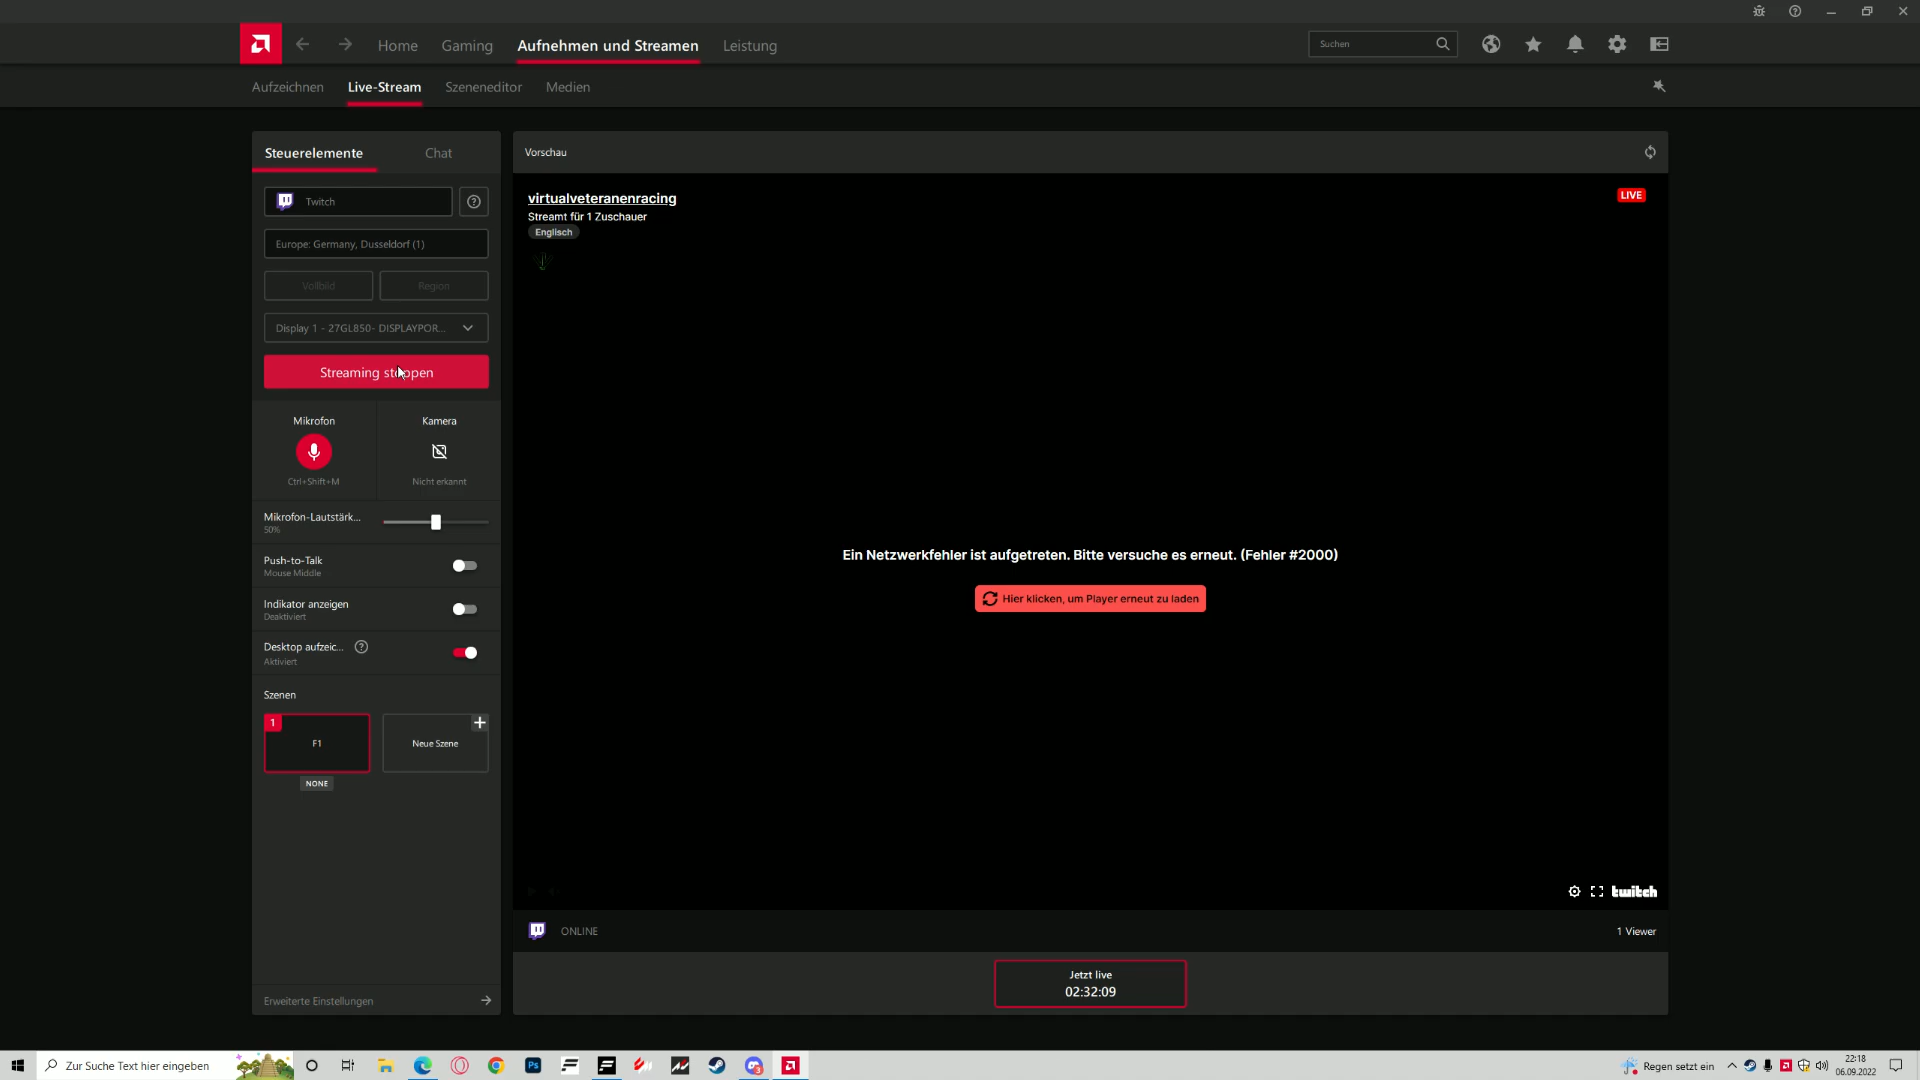 Home
Gaming
Aufnehmen und Streamen
Leistung
Suchen
Aufzeichnen
Live-Stream
Szeneneditor
Medien
Steuerelemente
Chat
Twitch
Europe: Germany, Dusseldorf (1)
Vollbild
Region
Display 1 - 27GL850- DISPLAYPOR...
Streaming stoppen
Mikrofon
Ctrl+Shift+M
Kamera
Nicht erkannt
Mikrofon-Lautstärk...
50%
Push-to-Talk
Mouse Middle
Indikator anzeigen
Deaktiviert
Desktop aufzeic...
Aktiviert
Szenen
1
F1
NONE
Neue Szene
Erweiterte Einstellungen
Vorschau
virtualveteranenracing
Streamt für 1 Zuschauer
Englisch
LIVE
Ein Netzwerkfehler ist aufgetreten. Bitte versuche es erneut. (Fehler #2000)
Hier klicken, um Player erneut zu laden
twitch
ONLINE
1 Viewer
Jetzt live
02:32:09
Zur Suche Text hier eingeben
Ps
3
Regen setzt ein
22:18
06.09.2022